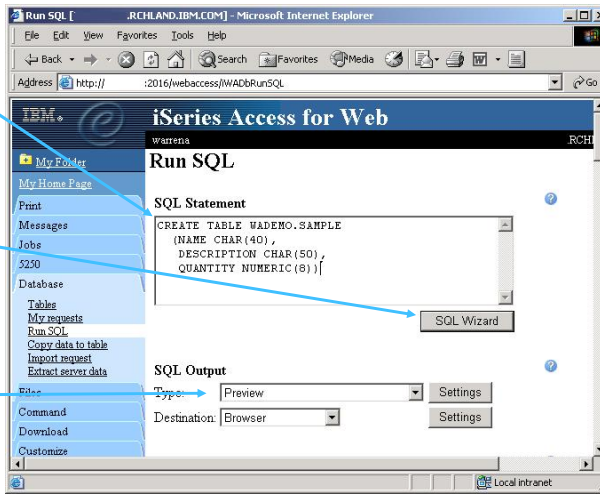 Run SQL [ .RCHLAND.IBM.COM] - Microsoft Internet Explorer
File Edit View Favorites Tools Help
Back Search Favorites Media
Address http:// :2016/webaccess/iWADbRunSQL Go
IBM. iSeries Access for Web
warrena .RCHL
My Folder
My Home Page
Print
Messages
Jobs
5250
Database
Tables
My requests
Run SQL
Copy data to table
Import request
Extract server data
Files
Command
Download
Customize
Run SQL
SQL Statement
CREATE TABLE WADEMO.SAMPLE
(NAME CHAR(40),
DESCRIPTION CHAR(50),
QUANTITY NUMERIC(8))
SQL Wizard
SQL Output
Type: Preview Settings
Destination: Browser Settings
Local intranet